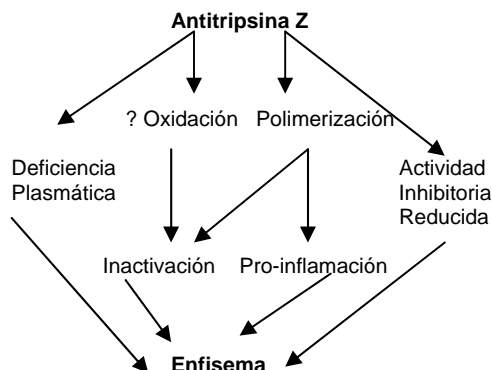 Antitripsina Z
? Oxidación Polimerización
Deficiencia
Plasmática
Actividad
Inhibitoria
Reducida
Inactivación Pro-inflamación
Enfisema